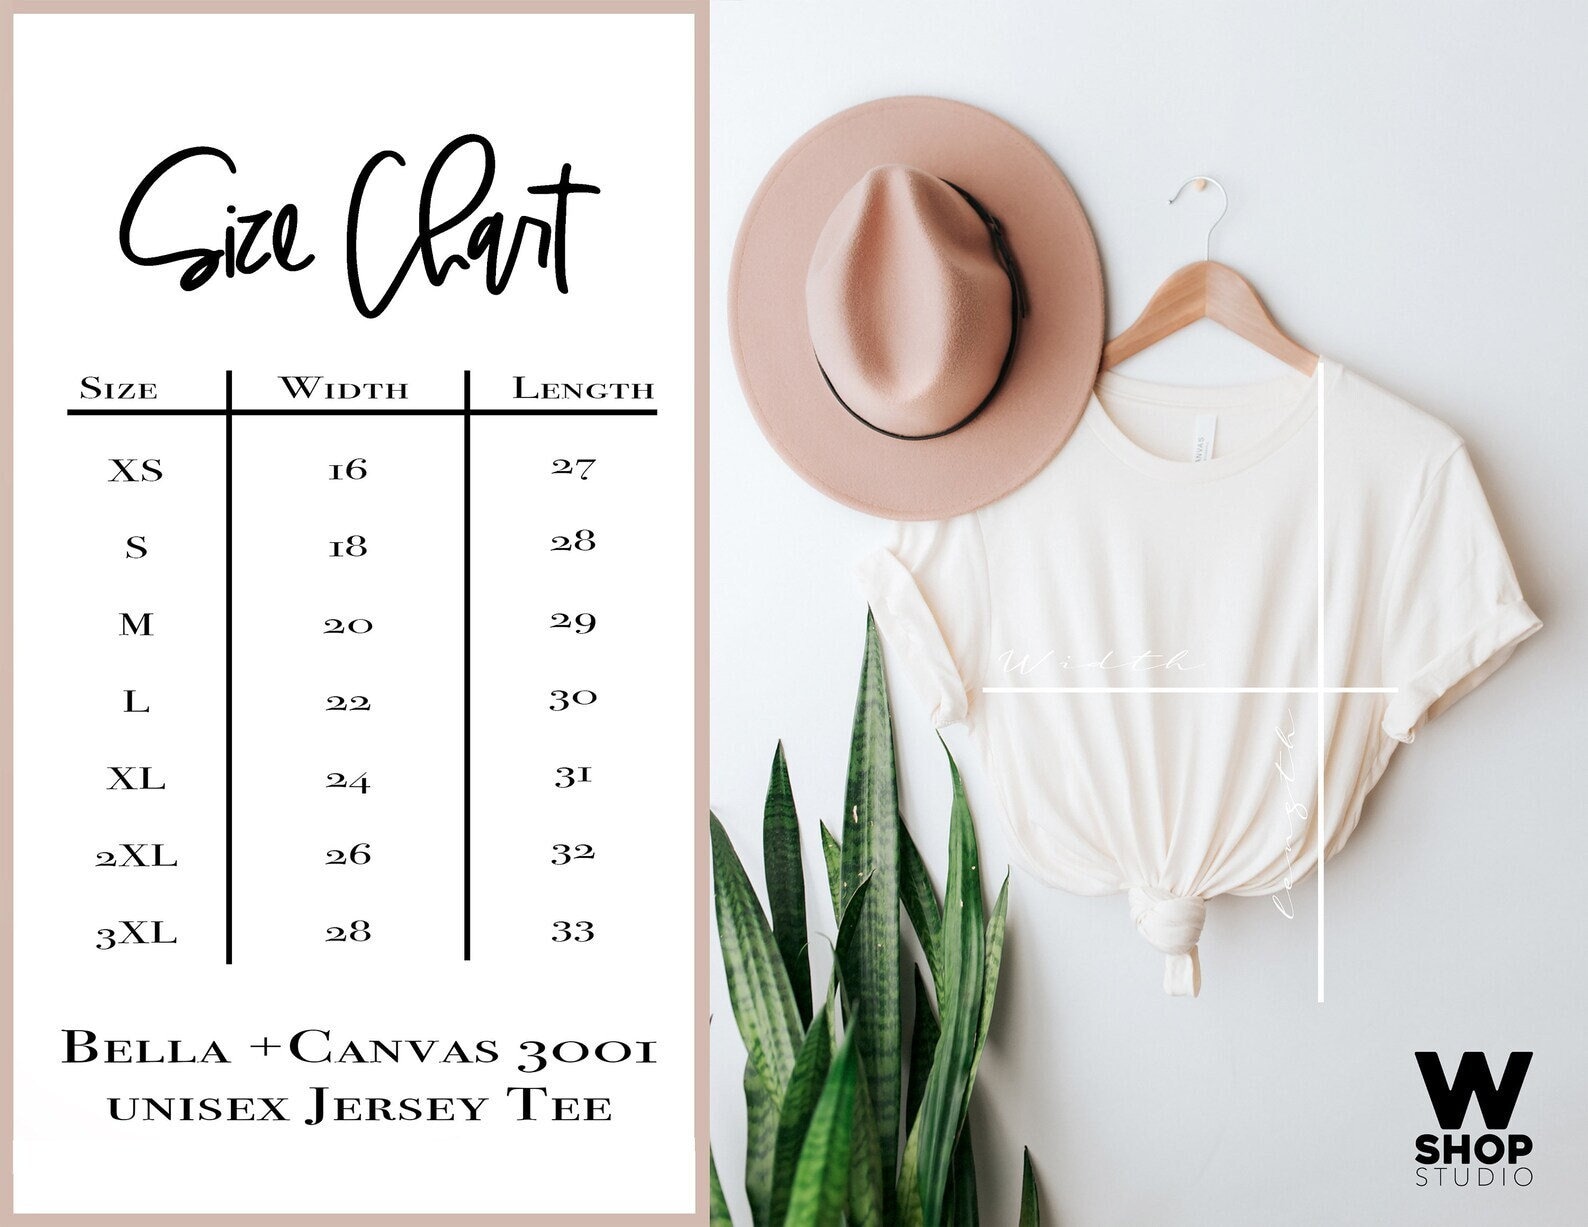 Size Chart
Size Width Length
XS 16 27
S 18 28
M 20 29
L 22 30
XL 24 31
2XL 26 32
3XL 28 33
Bella +Canvas 3001
unisex Jersey Tee
Width
length
W
SHOP
STUDIO